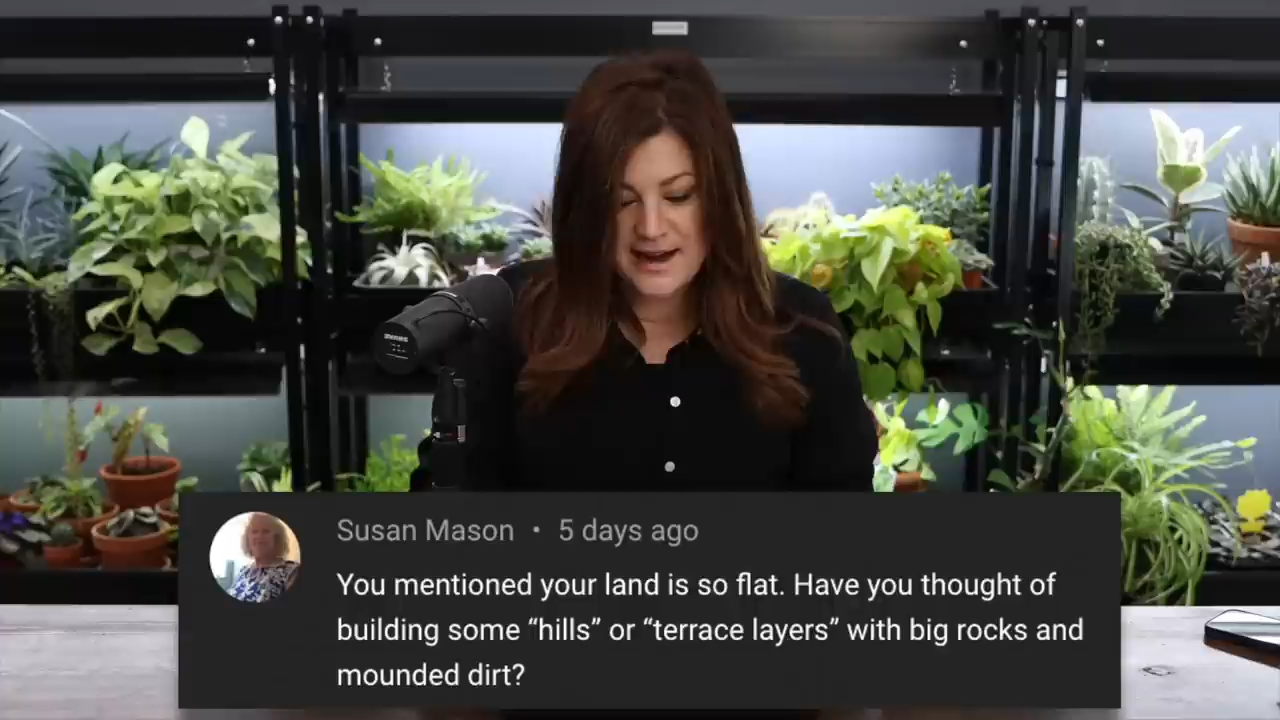 SHURE
Susan Mason • 5 days ago
You mentioned your land is so flat. Have you thought of
building some “hills” or “terrace layers” with big rocks and
mounded dirt?